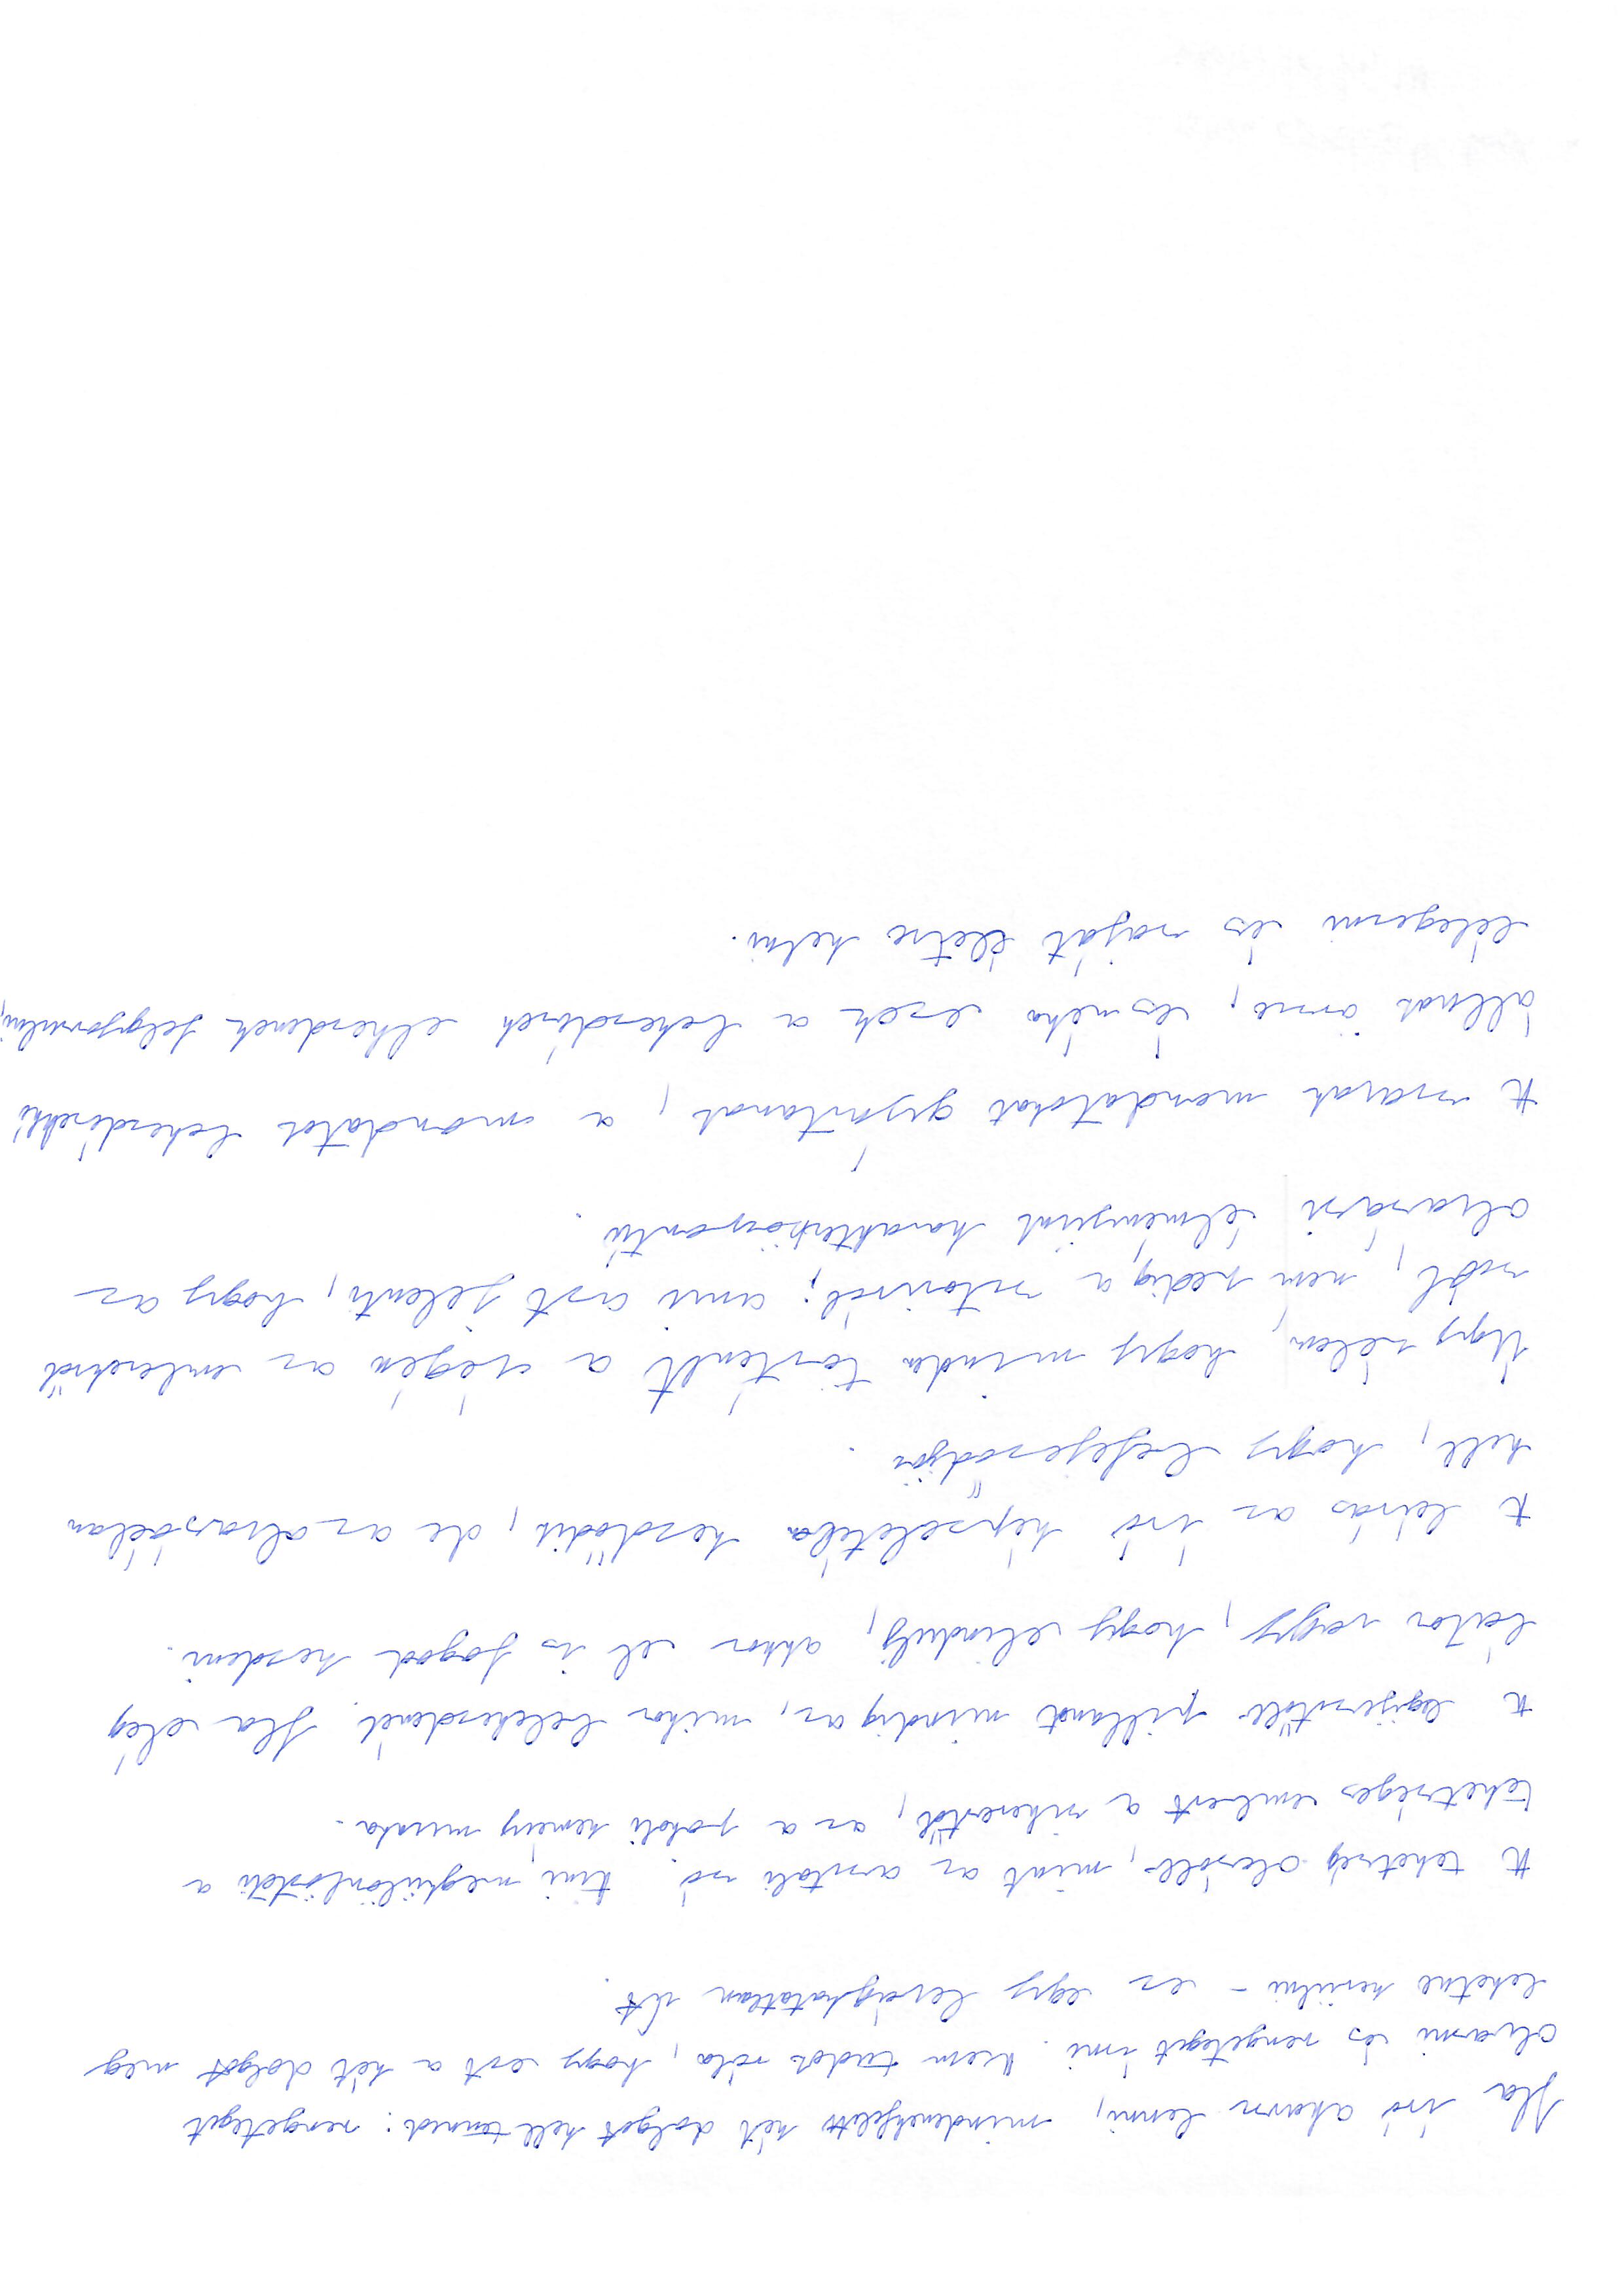 Ha író akarsz lenni, mindenekfelett két dolgot kell tenned: rengeteget
olvasni és rengeteget írni. Nem tudok róla, hogy ezt a két dolgot meg
lehetne kerülni - ez egy levághatatlan út.
A tehetség olcsóbb, mint az asztali só. Ami megkülönbözteti a
tehetséges embert a sikerestől, az a pokoli kemény munka.
A legijesztőbb pillanat mindig az, mikor belekezdenél. Ha elég
bátor vagy, hogy elindulj, akkor el is fogod kezdeni.
A leírás az író képzeletében kezdődik, de az olvasóéban
kell, hogy befejeződjön.
Úgy vélem, hogy minden történet a végén az emberekről
szól, nem pedig a sztoriról; ami azt jelenti, hogy az
olvasási élményünk karakterközpontú.
A szavak mondatokat gyártanak, a mondatok bekezdésekké
állnak össze, és néha ezek a bekezdések elkezdenek felgyorsulni,
lélegezni és saját életre kelni.